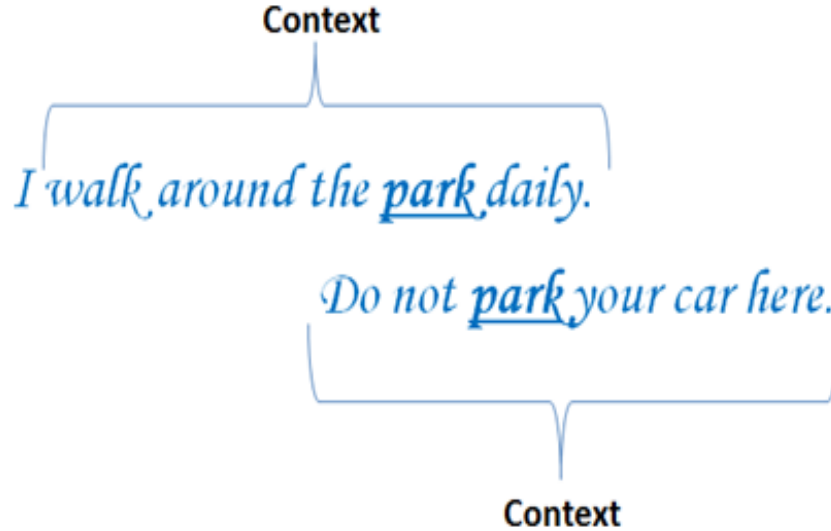 Context
I walk around the park daily.
Do not park your car here.
Context